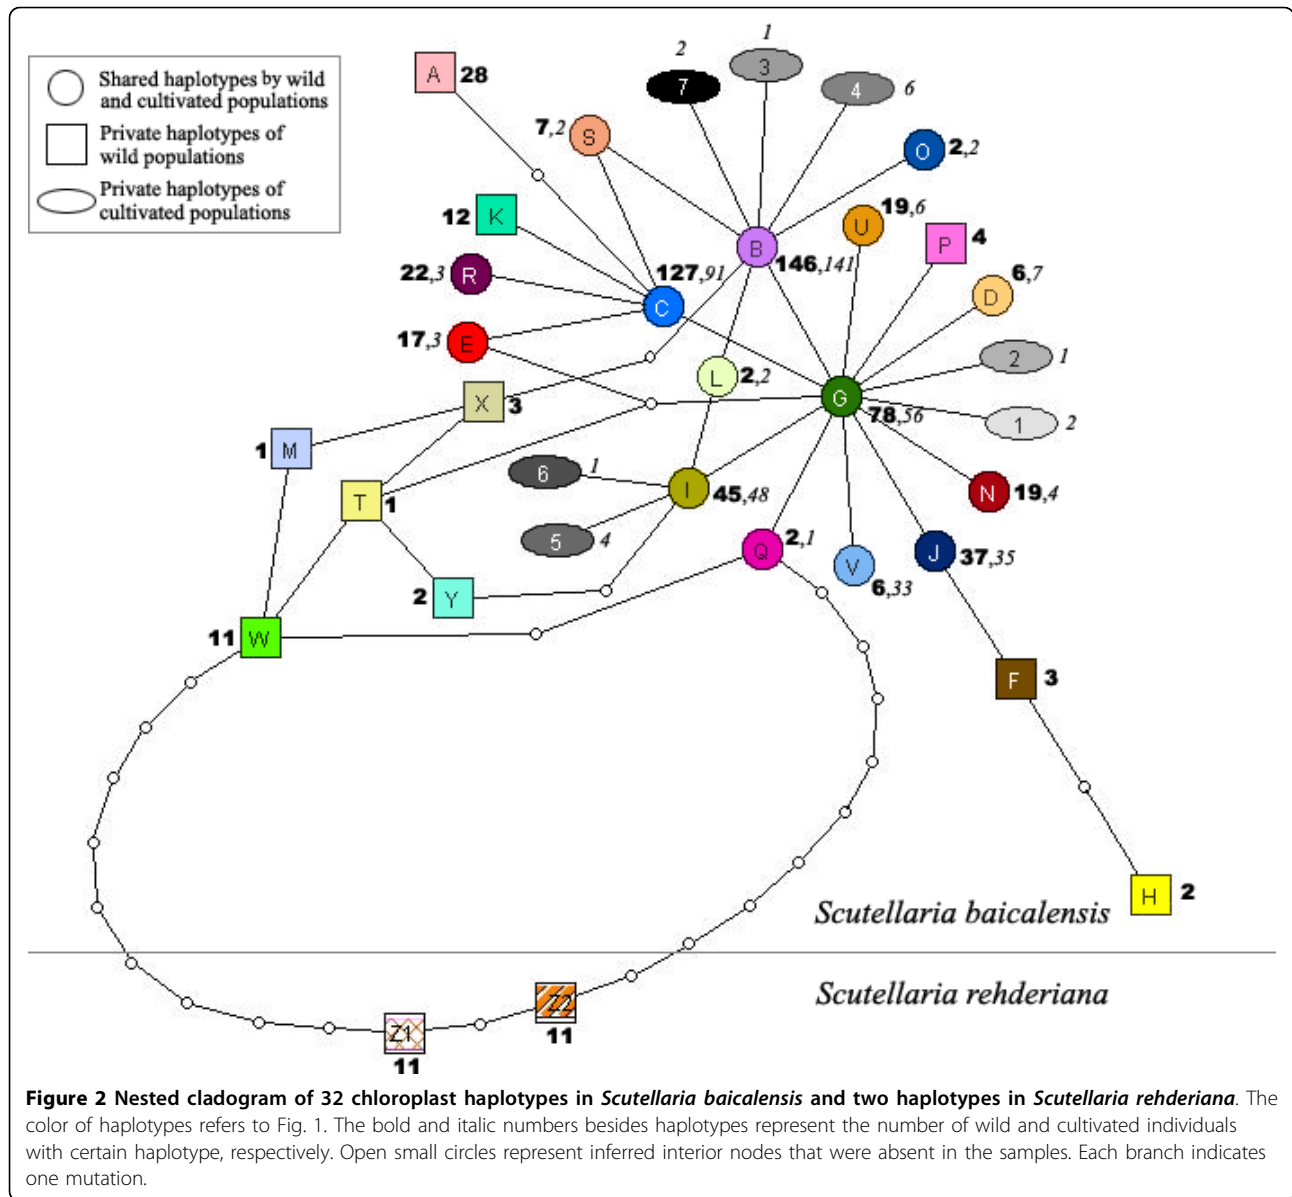 Shared haplotypes by wild
and cultivated populations
Private haplotypes of
wild populations
Private haplotypes of
cultivated populations
A 28
7 2
3 1
4 6
S 7,2
O 2,2
K 12
U 19,6
P 4
B 146,141
R 22,3
C 127,91
D 6,7
E 17,3
L 2,2
2 1
G 78,56
1 2
X 3
M 1
6 1
I 45,48
N 19,4
T 1
5 4
Q 2,1
V 6,33
J 37,35
Y 2
W 11
F 3
H 2
Scutellaria baicalensis
Scutellaria rehderiana
Z2 11
Z1 11
Figure 2 Nested cladogram of 32 chloroplast haplotypes in Scutellaria baicalensis and two haplotypes in Scutellaria rehderiana. The
color of haplotypes refers to Fig. 1. The bold and italic numbers besides haplotypes represent the number of wild and cultivated individuals
with certain haplotype, respectively. Open small circles represent inferred interior nodes that were absent in the samples. Each branch indicates
one mutation.